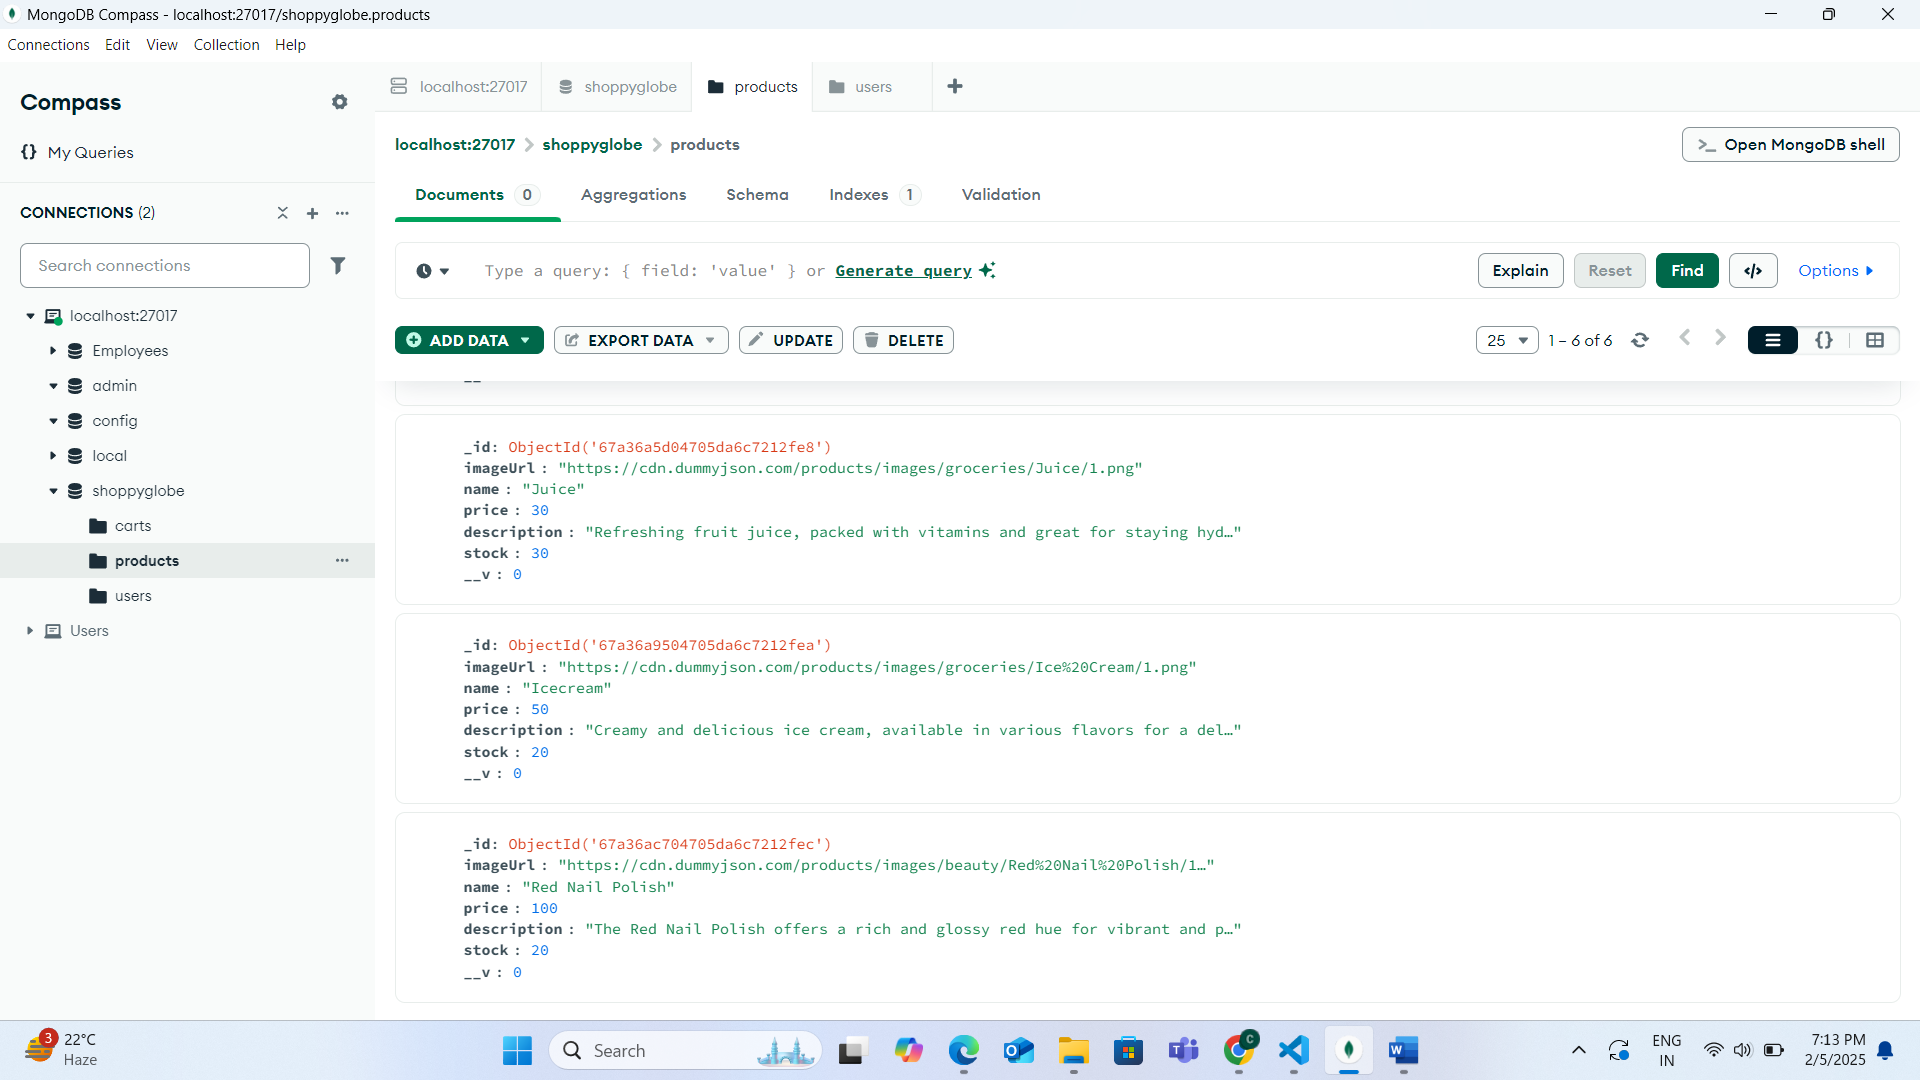 MongoDB Compass - localhost:27017/shoppyglobe.products
Connections Edit View Collection Help
Compass
My Queries
CONNECTIONS (2)
Search connections
localhost:27017
Employees
admin
config
local
shoppyglobe
carts
products
users
Users
localhost:27017 shoppyglobe products users
localhost:27017 > shoppyglobe > products
>_ Open MongoDB shell
Documents 0 Aggregations Schema Indexes 1 Validation
Type a query: { field: 'value' } or Generate query
Explain Reset Find </> Options
ADD DATA EXPORT DATA UPDATE DELETE
25 1 – 6 of 6 {}
_id: ObjectId('67a36a5d04705da6c7212fe8')
imageUrl : "https://cdn.dummyjson.com/products/images/groceries/Juice/1.png"
name : "Juice"
price : 30
description : "Refreshing fruit juice, packed with vitamins and great for staying hyd…"
stock : 30
__v : 0
_id: ObjectId('67a36a9504705da6c7212fea')
imageUrl : "https://cdn.dummyjson.com/products/images/groceries/Ice%20Cream/1.png"
name : "Icecream"
price : 50
description : "Creamy and delicious ice cream, available in various flavors for a del…"
stock : 20
__v : 0
_id: ObjectId('67a36ac704705da6c7212fec')
imageUrl : "https://cdn.dummyjson.com/products/images/beauty/Red%20Nail%20Polish/1…"
name : "Red Nail Polish"
price : 100
description : "The Red Nail Polish offers a rich and glossy red hue for vibrant and p…"
stock : 20
__v : 0
3
22°C
Haze
Search
C
ENG
IN
7:13 PM
2/5/2025